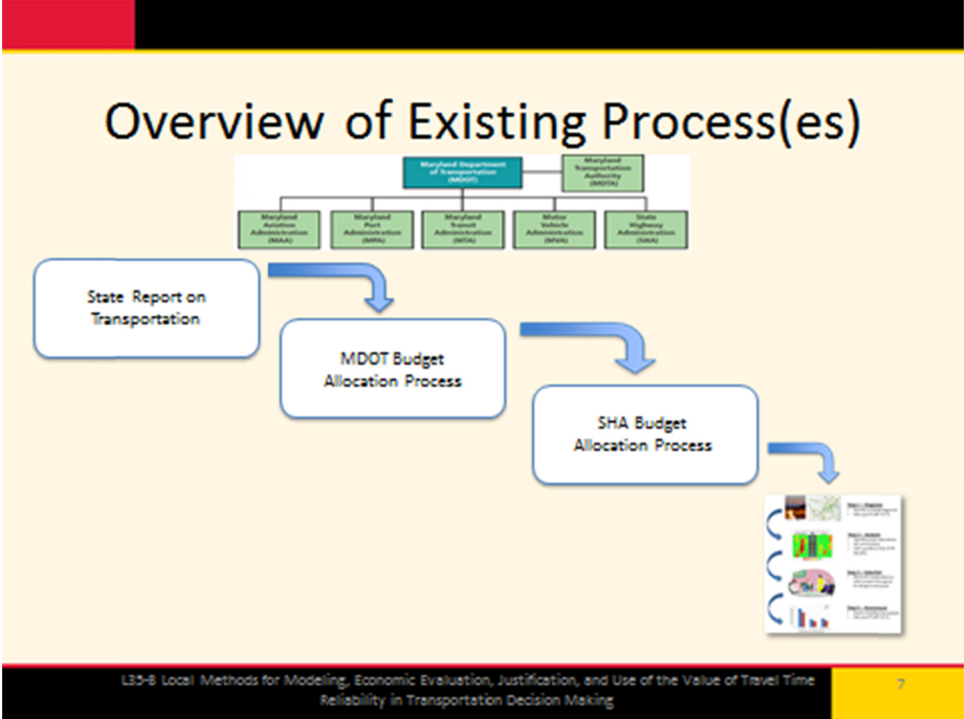 Overview of Existing Process(es)
Maryland Department
of Transportation
(MDOT)
Maryland
Transportation
Authority
(MDTA)
Maryland
Aviation
Administration
(MAA)
Maryland
Port
Administration
(MPA)
Maryland
Transit
Administration
(MTA)
Motor
Vehicle
Administration
(MVA)
State
Highway
Administration
(SHA)
State Report on
Transportation
MDOT Budget
Allocation Process
SHA Budget
Allocation Process
L35-B Local Methods for Modeling, Economic Evaluation, Justification, and Use of the Value of Travel Time
Reliability in Transportation Decision Making
7